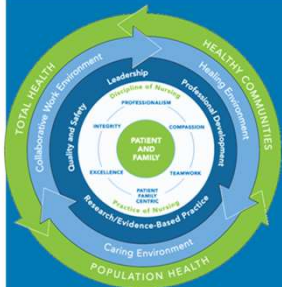 TOTAL HEALTH
HEALTHY COMMUNITIES
POPULATION HEALTH
Collaborative Work Environment
Healing Environment
Caring Environment
Quality and Safety
Leadership
Professional Development
Research/Evidence-Based Practice
Discipline of Nursing
PROFESSIONALISM
INTEGRITY
COMPASSION
PATIENT
AND
FAMILY
EXCELLENCE
TEAMWORK
PATIENT
FAMILY
CENTRIC
Practice of Nursing